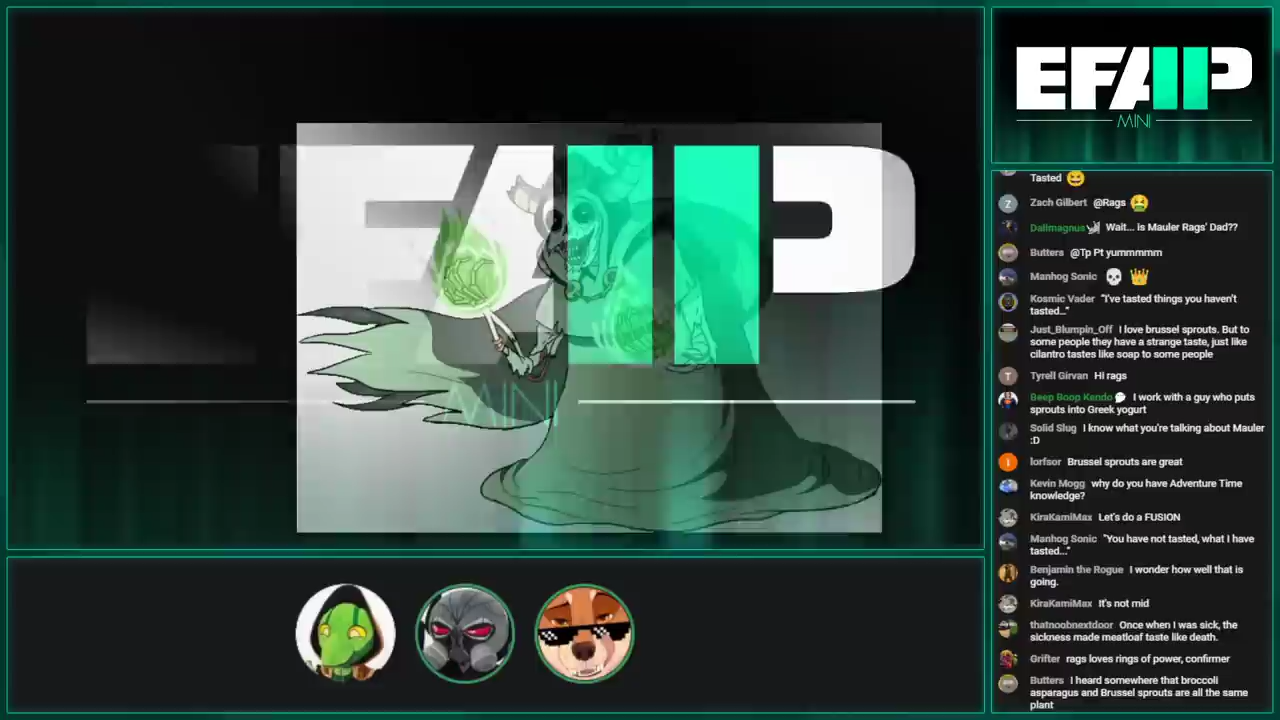 EFAP
MINI
EFAP
MINI
Tasted
Zach Gilbert @Rags
Dalimagnus Wait... is Mauler Rags' Dad??
Butters @Tp Pt yummmmm
Manhog Sonic
Kosmic Vader "I've tasted things you haven't
tasted..."
Just_Blumpin_Off I love brussel sprouts. But to
some people they have a strange taste, just like
cilantro tastes like soap to some people
T
Tyrell Girvan Hi rags
Beep Boop Kendo I work with a guy who puts
sprouts into Greek yogurt
Solid Slug I know what you're talking about Mauler
:D
lorfsor Brussel sprouts are great
Kevin Mogg why do you have Adventure Time
knowledge?
KiraKamiMax Let's do a FUSION
Manhog Sonic "You have not tasted, what I have
tasted..."
Benjamin the Rogue I wonder how well that is
going.
KiraKamiMax It's not mid
thatnoobnextdoor Once when I was sick, the
sickness made meatloaf taste like death.
Grifter rags loves rings of power, confirmer
Butters I heard somewhere that broccoli
asparagus and Brussel sprouts are all the same
plant